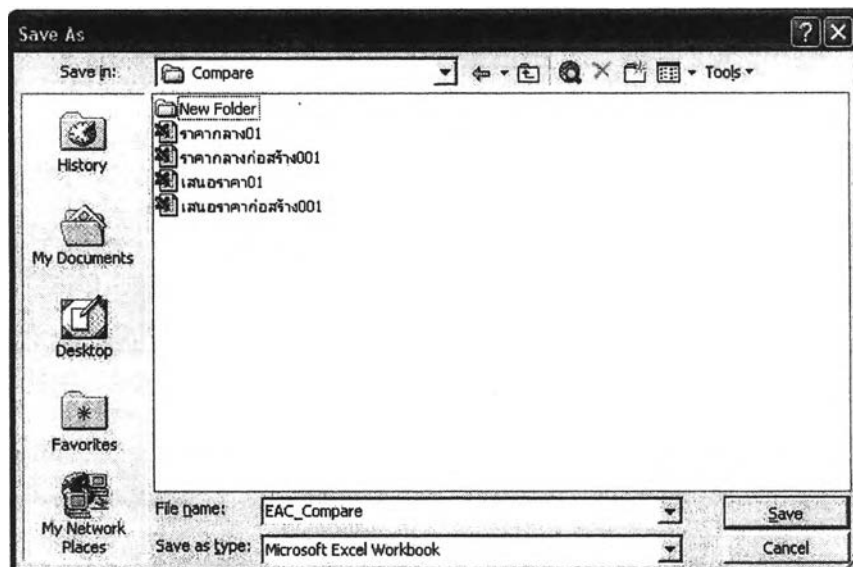 Save As
Save in:
Compare
Tools
New Folder
ราคากลาง01
ราคากลางก่อสร้าง001
เสนอราคา01
เสนอราคาก่อสร้าง001
History
My Documents
Desktop
Favorites
My Network
Places
File name:
EAC_Compare
Save
Save as type:
Microsoft Excel Workbook
Cancel